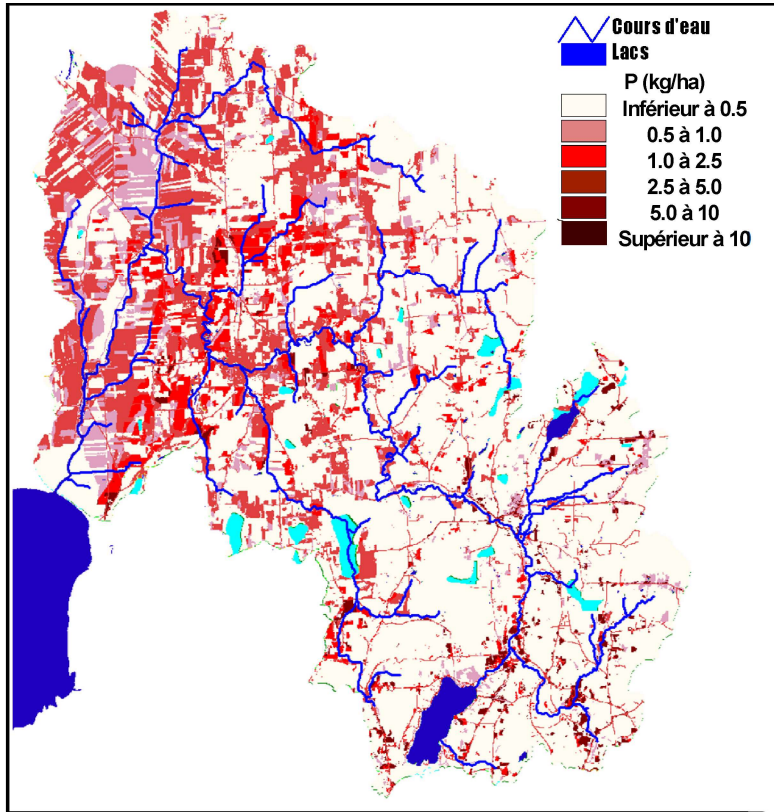 Cours d'eau
Lacs
P (kg/ha)
Inférieur à 0.5
0.5 à 1.0
1.0 à 2.5
2.5 à 5.0
5.0 à 10
Supérieur à 10